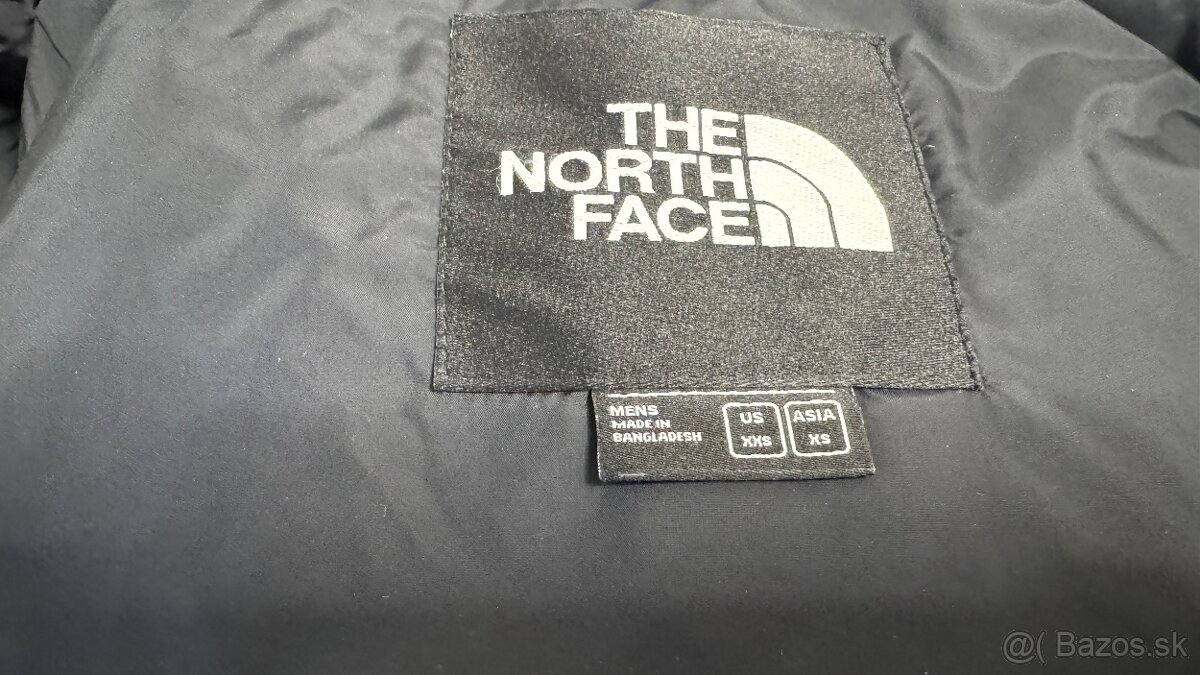 THE
NORTH
FACE
MENS
MADE IN
BANGLADESH
US
XXS
ASIA
XS
@( Bazos.sk